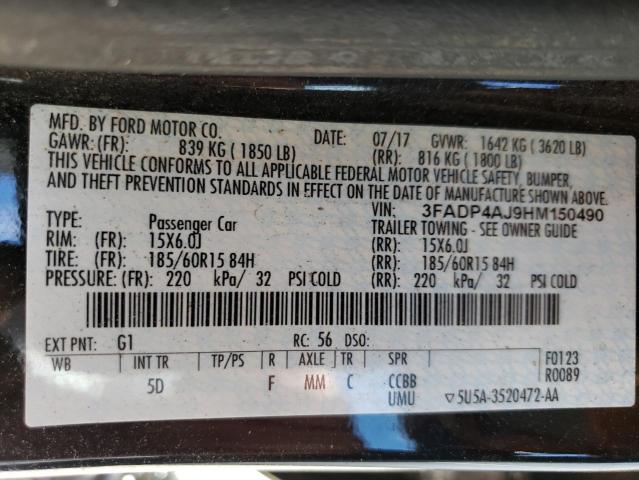 MFD. BY FORD MOTOR CO.
DATE: 07/17 GVWR: 1642 KG ( 3620 LB)
GAWR: (FR): 839 KG ( 1850 LB) (RR): 816 KG ( 1800 LB)
THIS VEHICLE CONFORMS TO ALL APPLICABLE FEDERAL MOTOR VEHICLE SAFETY, BUMPER,
AND THEFT PREVENTION STANDARDS IN EFFECT ON THE DATE OF MANUFACTURE SHOWN ABOVE.
VIN: 3FADP4AJ9HM150490
TYPE: Passenger Car TRAILER TOWING - SEE OWNER GUIDE
RIM: (FR): 15X6.0J (RR): 15X6.0J
TIRE: (FR): 185/60R15 84H (RR): 185/60R15 84H
PRESSURE: (FR): 220 kPa/ 32 PSI COLD (RR): 220 kPa/ 32 PSI COLD
EXT PNT: G1 RC: 56 DSO:
WB INT TR TP/PS R AXLE TR SPR F0123
5D F MM C CCBB R0089
UMU ▽5U5A-3520472-AA